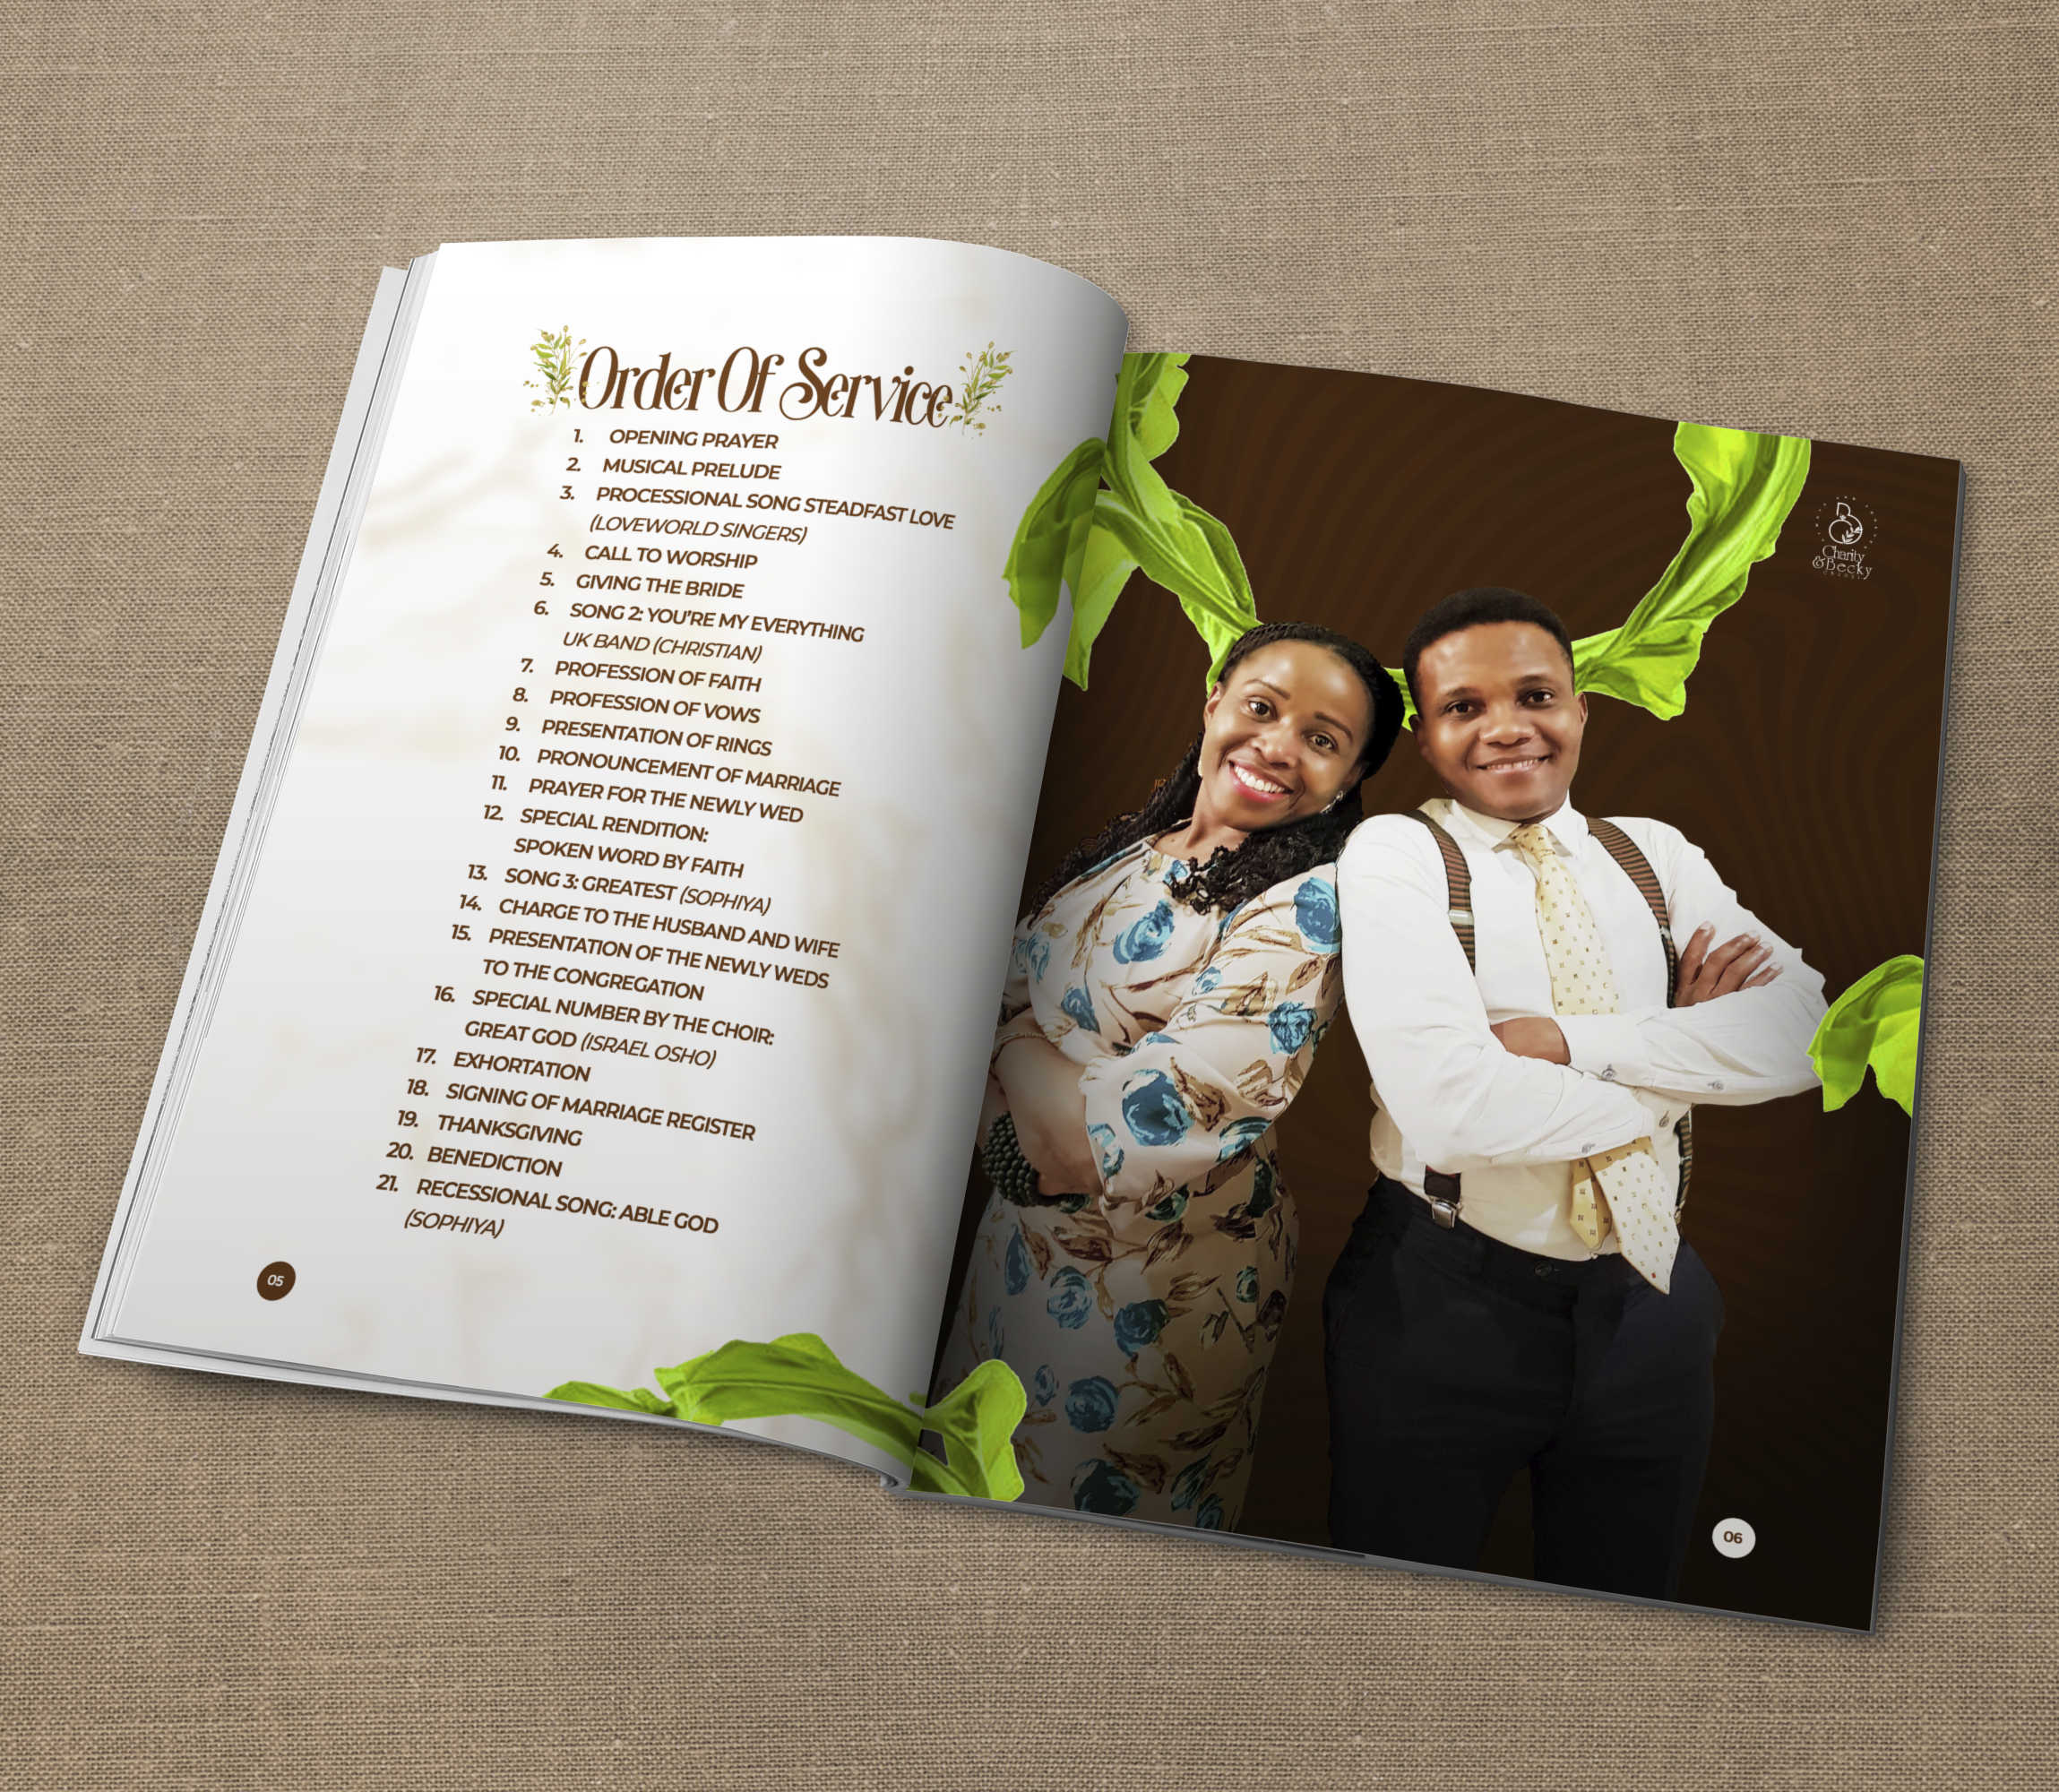 Order Of Service
1. OPENING PRAYER
2. MUSICAL PRELUDE
3. PROCESSIONAL SONG STEADFAST LOVE
(LOVEWORLD SINGERS)
4. CALL TO WORSHIP
5. GIVING THE BRIDE
6. SONG 2: YOU'RE MY EVERYTHING
UK BAND (CHRISTIAN)
7. PROFESSION OF FAITH
8. PROFESSION OF VOWS
9. PRESENTATION OF RINGS
10. PRONOUNCEMENT OF MARRIAGE
11. PRAYER FOR THE NEWLY WED
12. SPECIAL RENDITION:
SPOKEN WORD BY FAITH
13. SONG 3: GREATEST (SOPHIYA)
14. CHARGE TO THE HUSBAND AND WIFE
15. PRESENTATION OF THE NEWLY WEDS
TO THE CONGREGATION
16. SPECIAL NUMBER BY THE CHOIR:
GREAT GOD (ISRAEL OSHO)
17. EXHORTATION
18. SIGNING OF MARRIAGE REGISTER
19. THANKSGIVING
20. BENEDICTION
21. RECESSIONAL SONG: ABLE GOD
(SOPHIYA)
05
Charity
&Becky
06